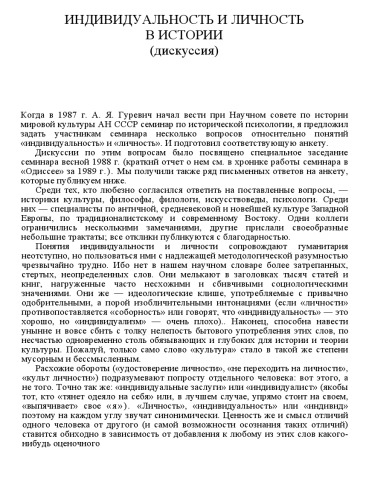 ИНДИВИДУАЛЬНОСТЬ И ЛИЧНОСТЬ
В ИСТОРИИ
(дискуссия)
Когда в 1987 г. А. Я. Гуревич начал вести при Научном совете по истории
мировой культуры АН СССР семинар по исторической психологии, я предложил
задать участникам семинара несколько вопросов относительно понятий
«индивидуальность» и «личность». И подготовил соответствующую анкету.
Дискуссии по этим вопросам было посвящено специальное заседание
семинара весной 1988 г. (краткий отчет о нем см. в хронике работы семинара в
«Одиссее» за 1989 г.). Мы получили также ряд письменных ответов на анкету,
которые публикуем ниже.
Среди тех, кто любезно согласился ответить на поставленные вопросы, —
историки культуры, философы, филологи, искусствоведы, психологи. Среди
них — специалисты по античной, средневековой и новейшей культуре Западной
Европы, по традиционалистскому и современному Востоку. Одни коллеги
ограничились несколькими замечаниями, другие прислали своеобразные
небольшие трактаты; все отклики публикуются с благодарностью.
Понятия индивидуальности и личности сопровождают гуманитария
неотступно, но пользоваться ими с надлежащей методологической разумностью
чрезвычайно трудно. Ибо нет в нашем научном словаре более затрепанных,
стертых, неопределенных слов. Они мелькают в заголовках тысяч статей и
книг, нагруженные часто несхожими и сбивчивыми социологическими
значениями. Они же — идеологические клише, употребляемые с привычно
одобрительными, а порой изобличительными интонациями (если «личности»
противопоставляется «соборность» или говорят, что «индивидуальность» — это
хорошо, но «индивидуализм» — очень плохо).. Наконец, способна навести
уныние и вовсе сбить с толку нелепость бытового употребления этих слов, по
несчастью одновременно столь обязывающих и глубоких для истории и теории
культуры. Пожалуй, только само слово «культура» стало в такой же степени
мусорным и бессмысленным.
Расхожие обороты («удостоверение личности», «не переходить на личности»,
«культ личности») подразумевают попросту отдельного человека: вот этого, а
не того. Точно так же: «индивидуальные заслуги» или «индивидуалист» (якобы
тот, кто «тянет одеяло на себя» или, в лучшем случае, упрямо стоит на своем,
«выпячивает» свое «я»). «Личность», «индивидуальность» или «индивид»
поэтому на каждом углу звучат синонимически. Ценность же и смысл отличий
одного человека от другого (и самой возможности осознания таких отличий)
ставится обиходно в зависимость от добавления к любому из этих слов какого-
нибудь оценочного